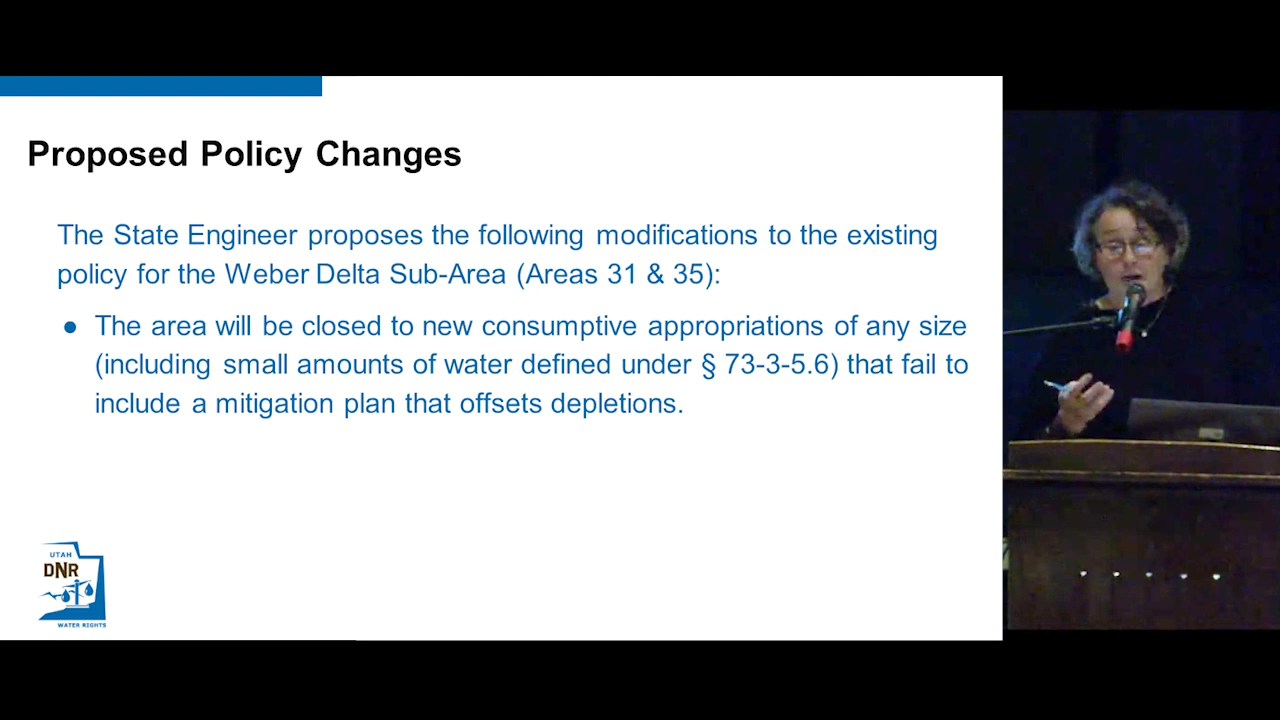 Proposed Policy Changes
The State Engineer proposes the following modifications to the existing
policy for the Weber Delta Sub-Area (Areas 31 & 35):
● The area will be closed to new consumptive appropriations of any size
(including small amounts of water defined under § 73-3-5.6) that fail to
include a mitigation plan that offsets depletions.
UTAH
DNR
WATER RIGHTS